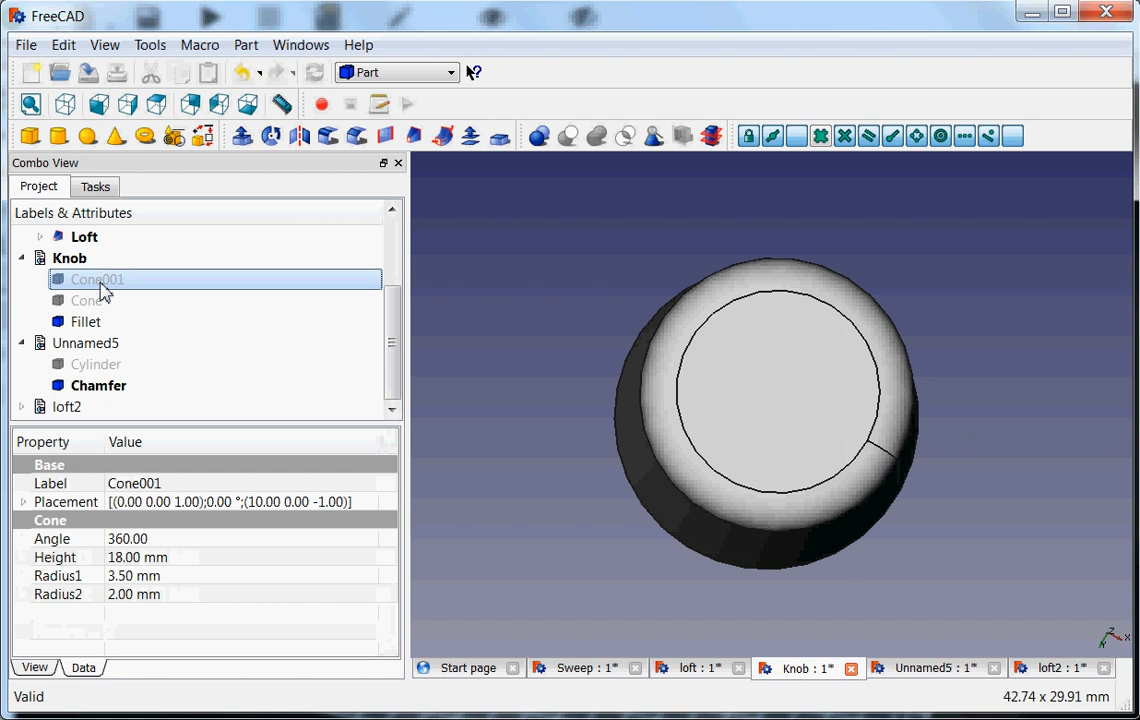 FreeCAD
File Edit View Tools Macro Part Windows Help
Part
Combo View
Project Tasks
Labels & Attributes
Loft
Knob
Cone001
Cone
Fillet
Unnamed5
Cylinder
Chamfer
loft2
Property Value
Base
Label Cone001
Placement [(0.00 0.00 1.00);0.00 °;(10.00 0.00 -1.00)]
Cone
Angle 360.00
Height 18.00 mm
Radius1 3.50 mm
Radius2 2.00 mm
View Data
Start page Sweep : 1* loft : 1* Knob : 1* Unnamed5 : 1* loft2 : 1*
Valid 42.74 x 29.91 mm